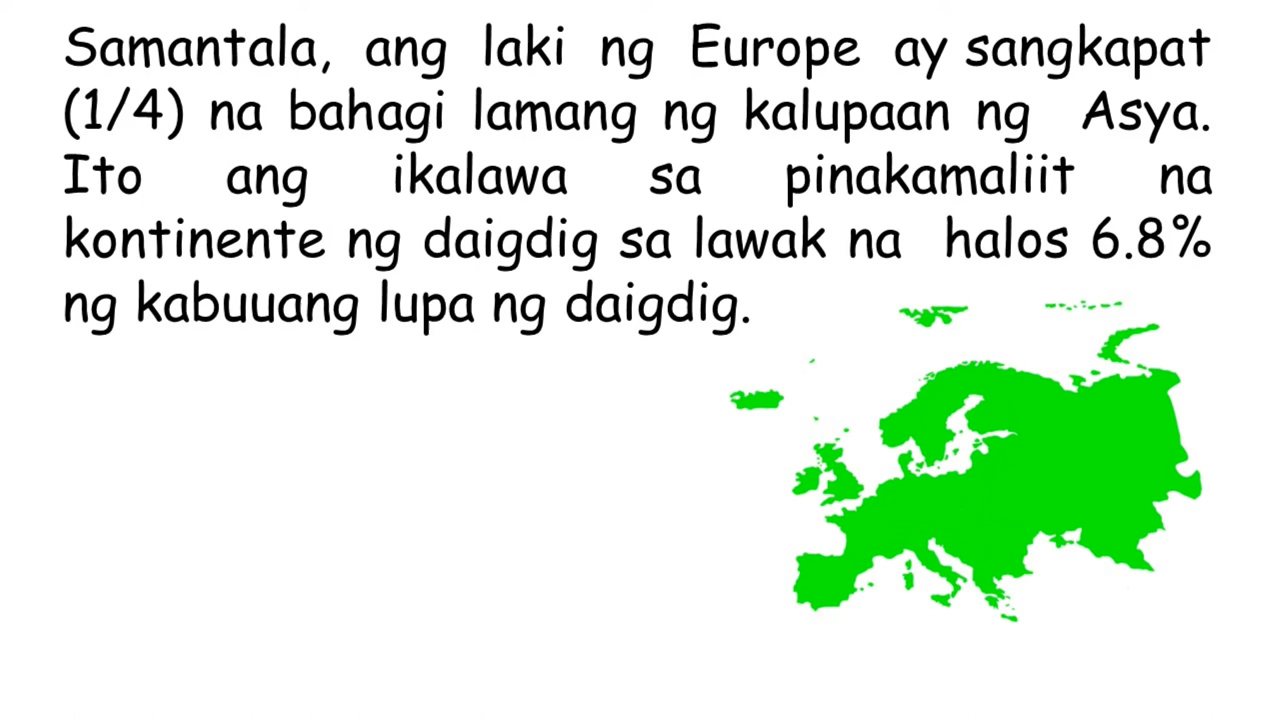 Samantala, ang laki ng Europe ay sangkapat
(1/4) na bahagi lamang ng kalupaan ng Asya.
Ito ang ikalawa sa pinakamaliit na
kontinente ng daigdig sa lawak na halos 6.8%
ng kabuuang lupa ng daigdig.